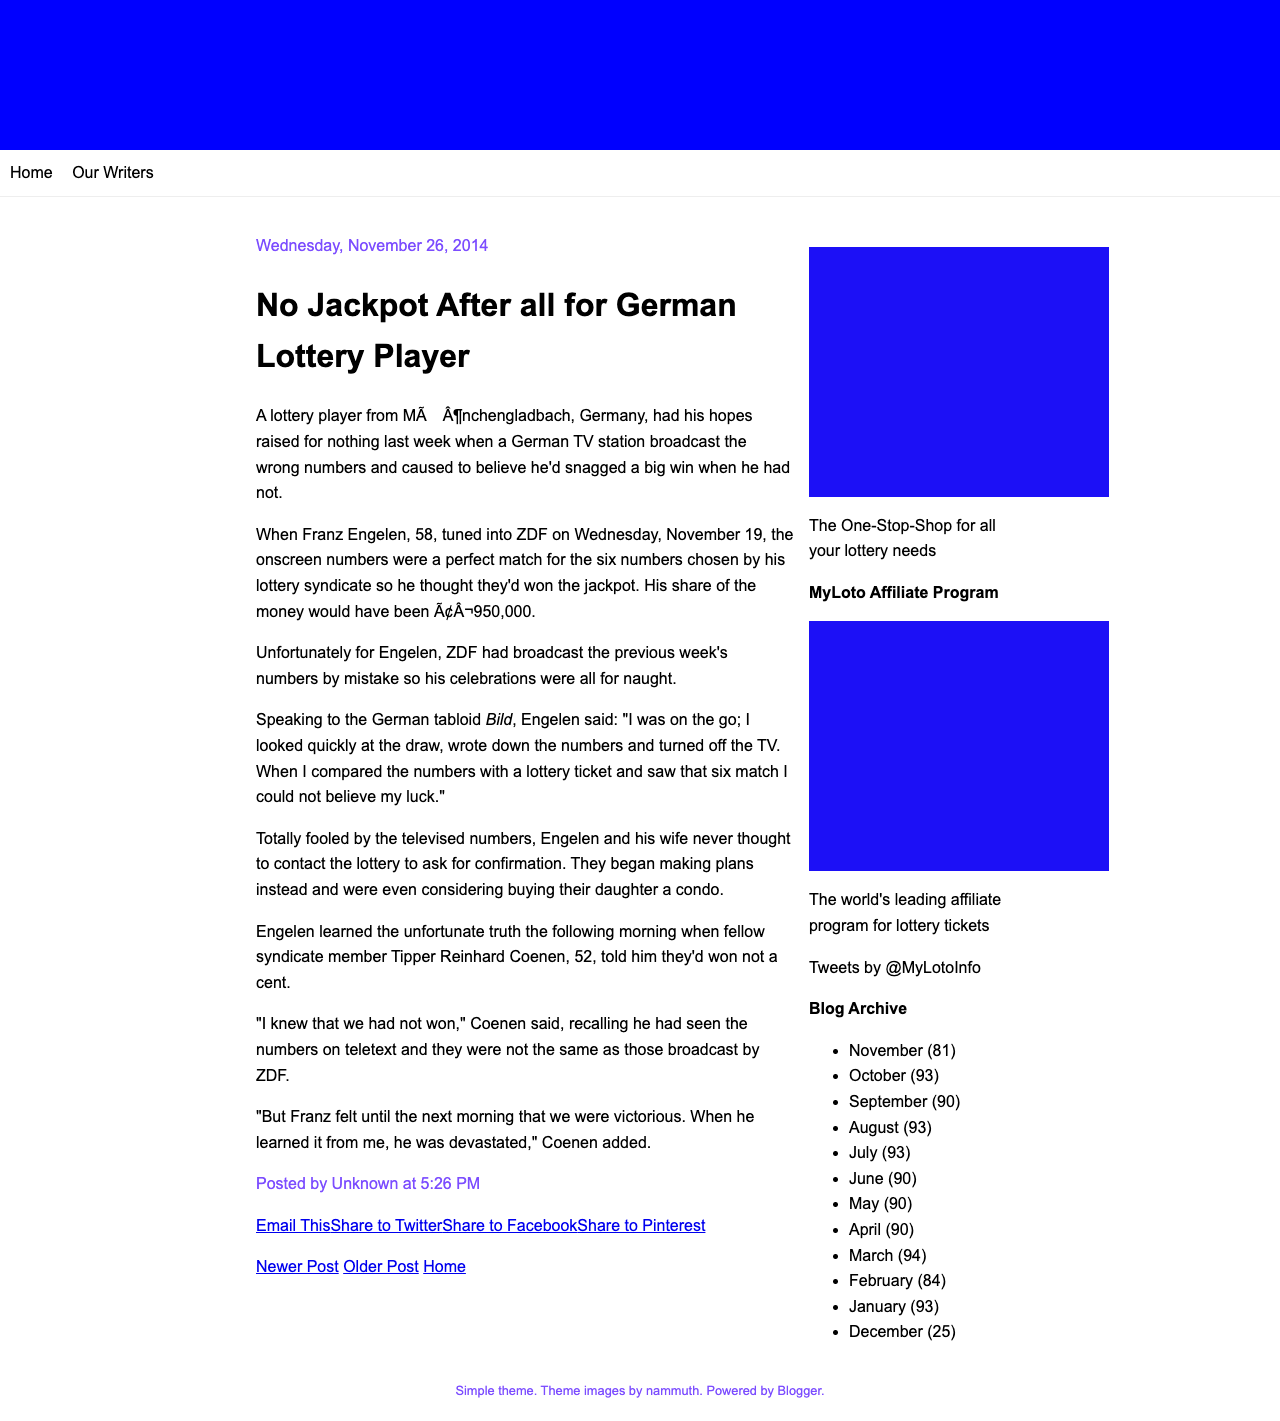 Home Our Writers
Wednesday, November 26, 2014
No Jackpot After all for German
Lottery Player
A lottery player from MÃ Â¶nchengladbach, Germany, had his hopes
raised for nothing last week when a German TV station broadcast the
wrong numbers and caused to believe he'd snagged a big win when he had
not.
When Franz Engelen, 58, tuned into ZDF on Wednesday, November 19, the
onscreen numbers were a perfect match for the six numbers chosen by his
lottery syndicate so he thought they'd won the jackpot. His share of the
money would have been Ã¢Â¬950,000.
Unfortunately for Engelen, ZDF had broadcast the previous week's
numbers by mistake so his celebrations were all for naught.
Speaking to the German tabloid Bild, Engelen said: "I was on the go; I
looked quickly at the draw, wrote down the numbers and turned off the TV.
When I compared the numbers with a lottery ticket and saw that six match I
could not believe my luck."
Totally fooled by the televised numbers, Engelen and his wife never thought
to contact the lottery to ask for confirmation. They began making plans
instead and were even considering buying their daughter a condo.
Engelen learned the unfortunate truth the following morning when fellow
syndicate member Tipper Reinhard Coenen, 52, told him they'd won not a
cent.
"I knew that we had not won," Coenen said, recalling he had seen the
numbers on teletext and they were not the same as those broadcast by
ZDF.
"But Franz felt until the next morning that we were victorious. When he
learned it from me, he was devastated," Coenen added.
Posted by Unknown at 5:26 PM
Email ThisShare to TwitterShare to FacebookShare to Pinterest
Newer Post Older Post Home
The One-Stop-Shop for all
your lottery needs
MyLoto Affiliate Program
The world's leading affiliate
program for lottery tickets
Tweets by @MyLotoInfo
Blog Archive
• November (81)
• October (93)
• September (90)
• August (93)
• July (93)
• June (90)
• May (90)
• April (90)
• March (94)
• February (84)
• January (93)
• December (25)
Simple theme. Theme images by nammuth. Powered by Blogger.